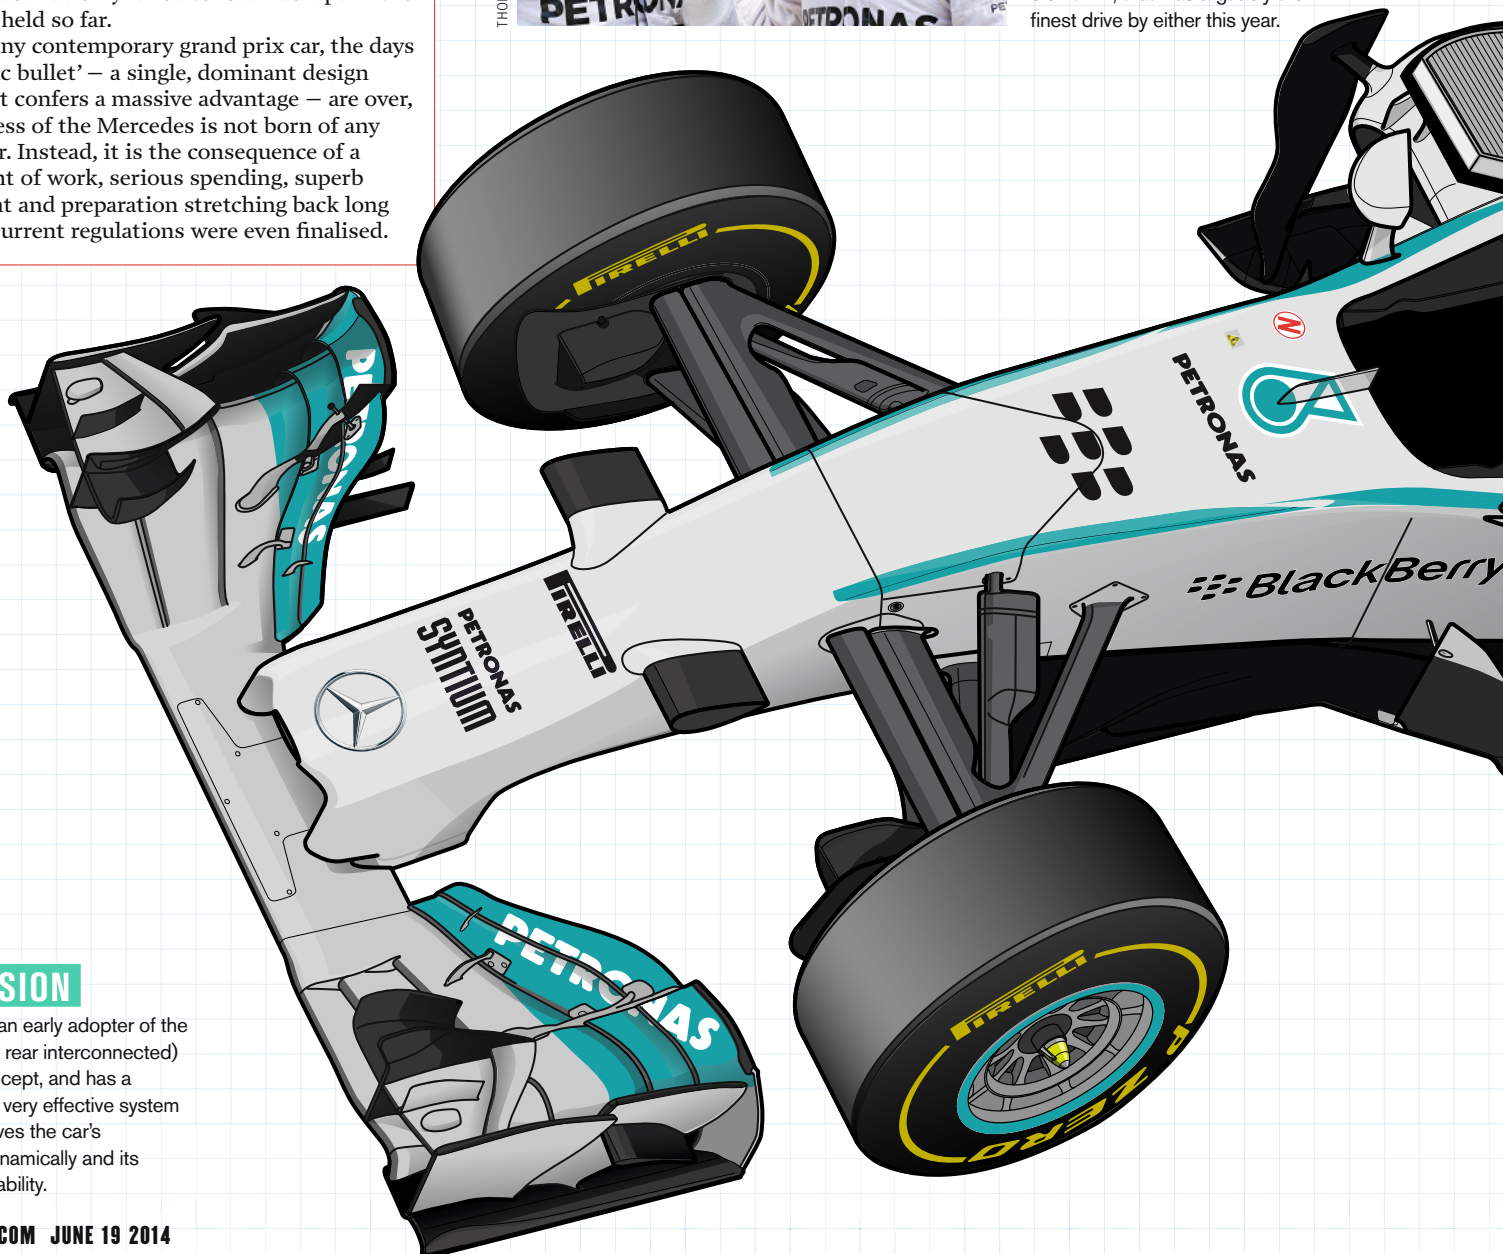 held so far.
ny contemporary grand prix car, the days
c bullet’ – a single, dominant design
t confers a massive advantage – are over,
ess of the Mercedes is not born of any
r. Instead, it is the consequence of a
nt of work, serious spending, superb
nt and preparation stretching back long
urrent regulations were even finalised.
THO
PETRONAS
PETRONAS
finest drive by either this year.
PIRELLI
PETRONAS
N
PETRONAS
BlackBerry
PIRELLI
PETRONAS
SYNTIUM
PETRONAS
PIRELLI
P ZERO
SION
an early adopter of the
rear interconnected)
cept, and has a
very effective system
ves the car’s
namically and its
ability.
COM JUNE 19 2014